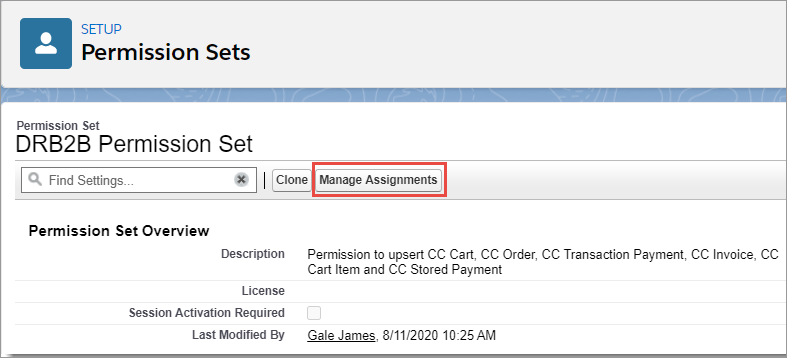 SETUP
Permission Sets
Permission Set
DRB2B Permission Set
Find Settings... Clone Manage Assignments
Permission Set Overview
Description Permission to upsert CC Cart, CC Order, CC Transaction Payment, CC Invoice, CC
Cart Item and CC Stored Payment
License
Session Activation Required
Last Modified By Gale James, 8/11/2020 10:25 AM